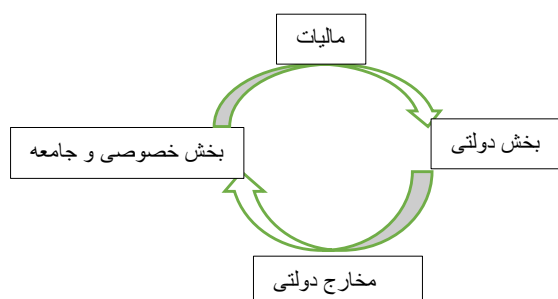 مالیات
بخش دولتی
بخش خصوصی و جامعه
مخارج دولتی